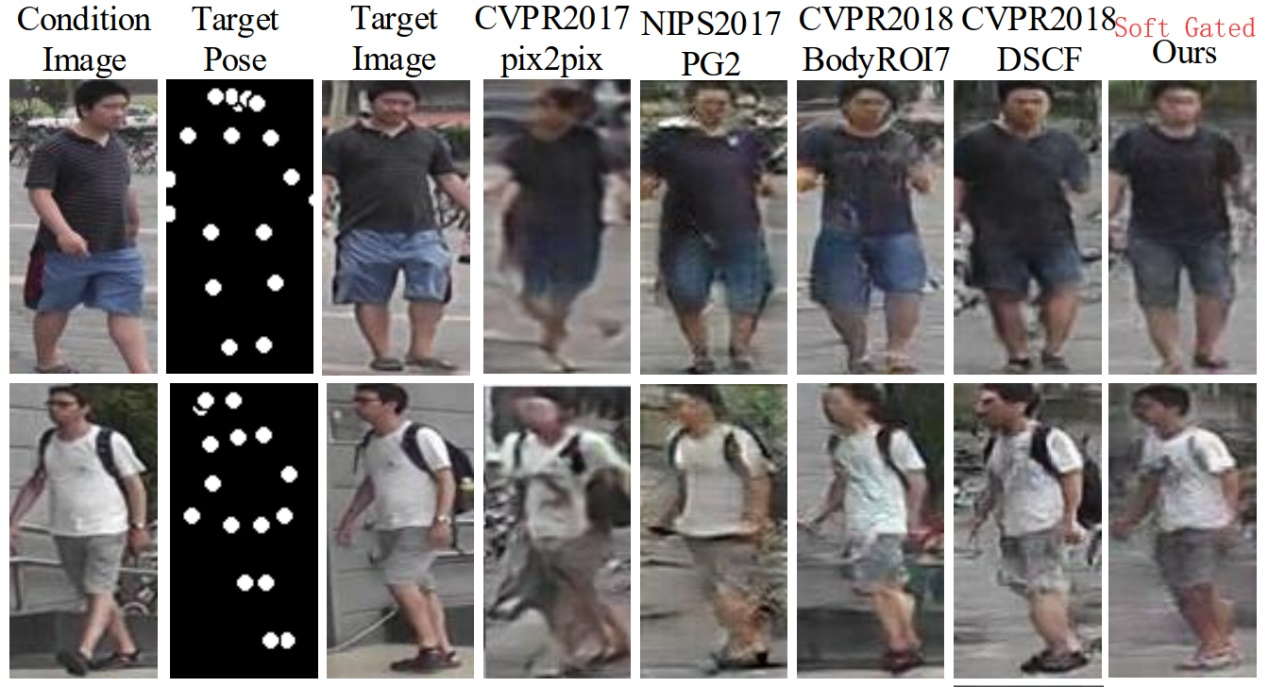 Condition Image
Target Pose
Target Image
CVPR2017 pix2pix
NIPS2017 PG2
CVPR2018 BodyROI7
CVPR2018 DSCF
Soft Gated
Ours